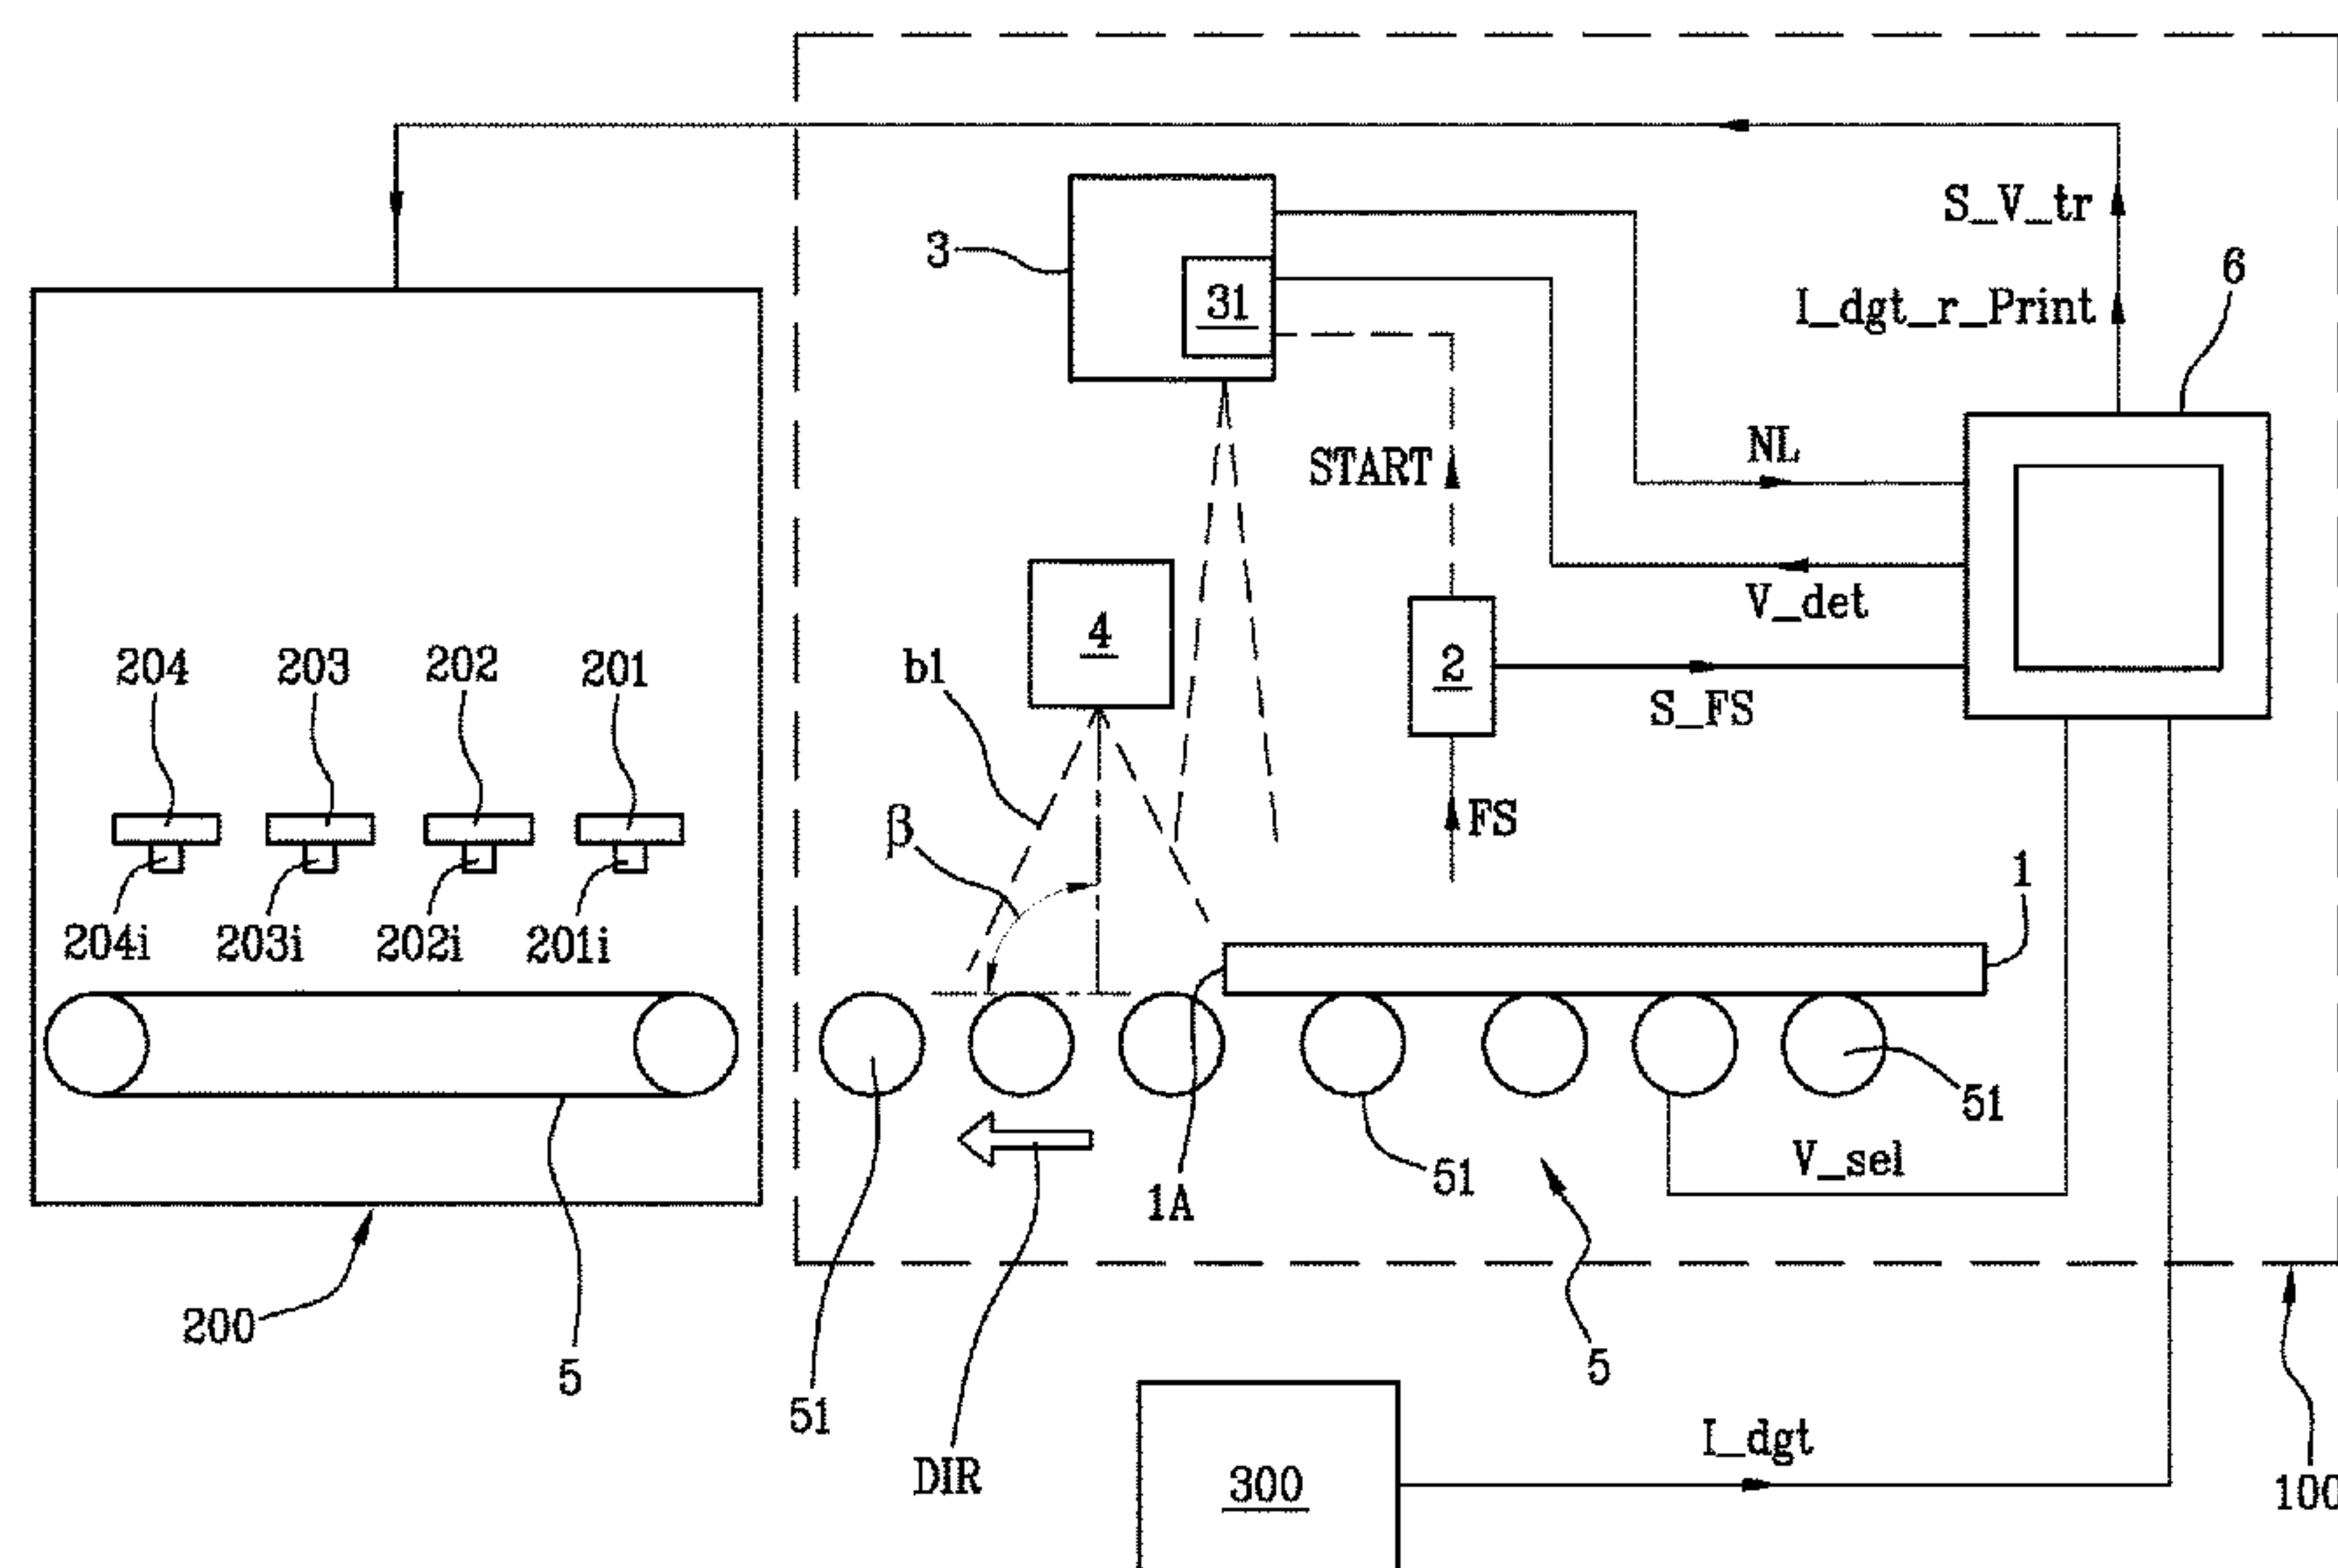 S_V_tr
3
6
31
I_dgt_r_Print
NL
START
V_det
4
204
203
202
201
b1
2
S_FS
β
FS
1
204i
203i
202i
201i
51
V_sel
51
1A
200
5
5
51
I_dgt
DIR
300
100